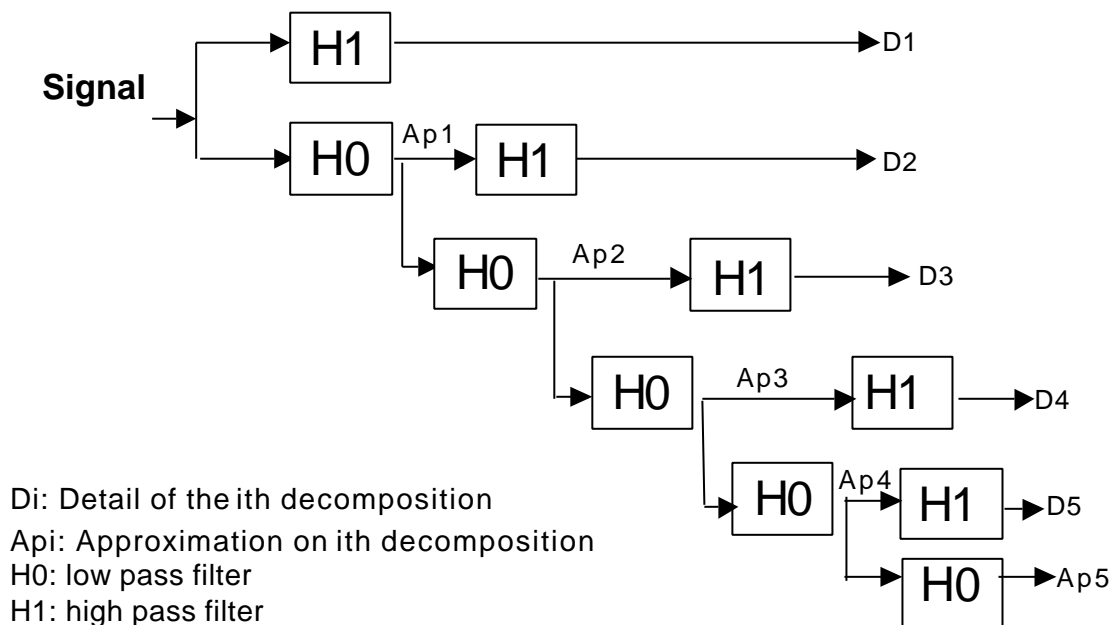 H1
D1
Signal
H0
Ap1
H1
D2
H0
Ap2
H1
D3
H0
Ap3
H1
D4
H0
Ap4
H1
D5
H0
Ap5
Di: Detail of the ith decomposition
Api: Approximation on ith decomposition
H0: low pass filter
H1: high pass filter